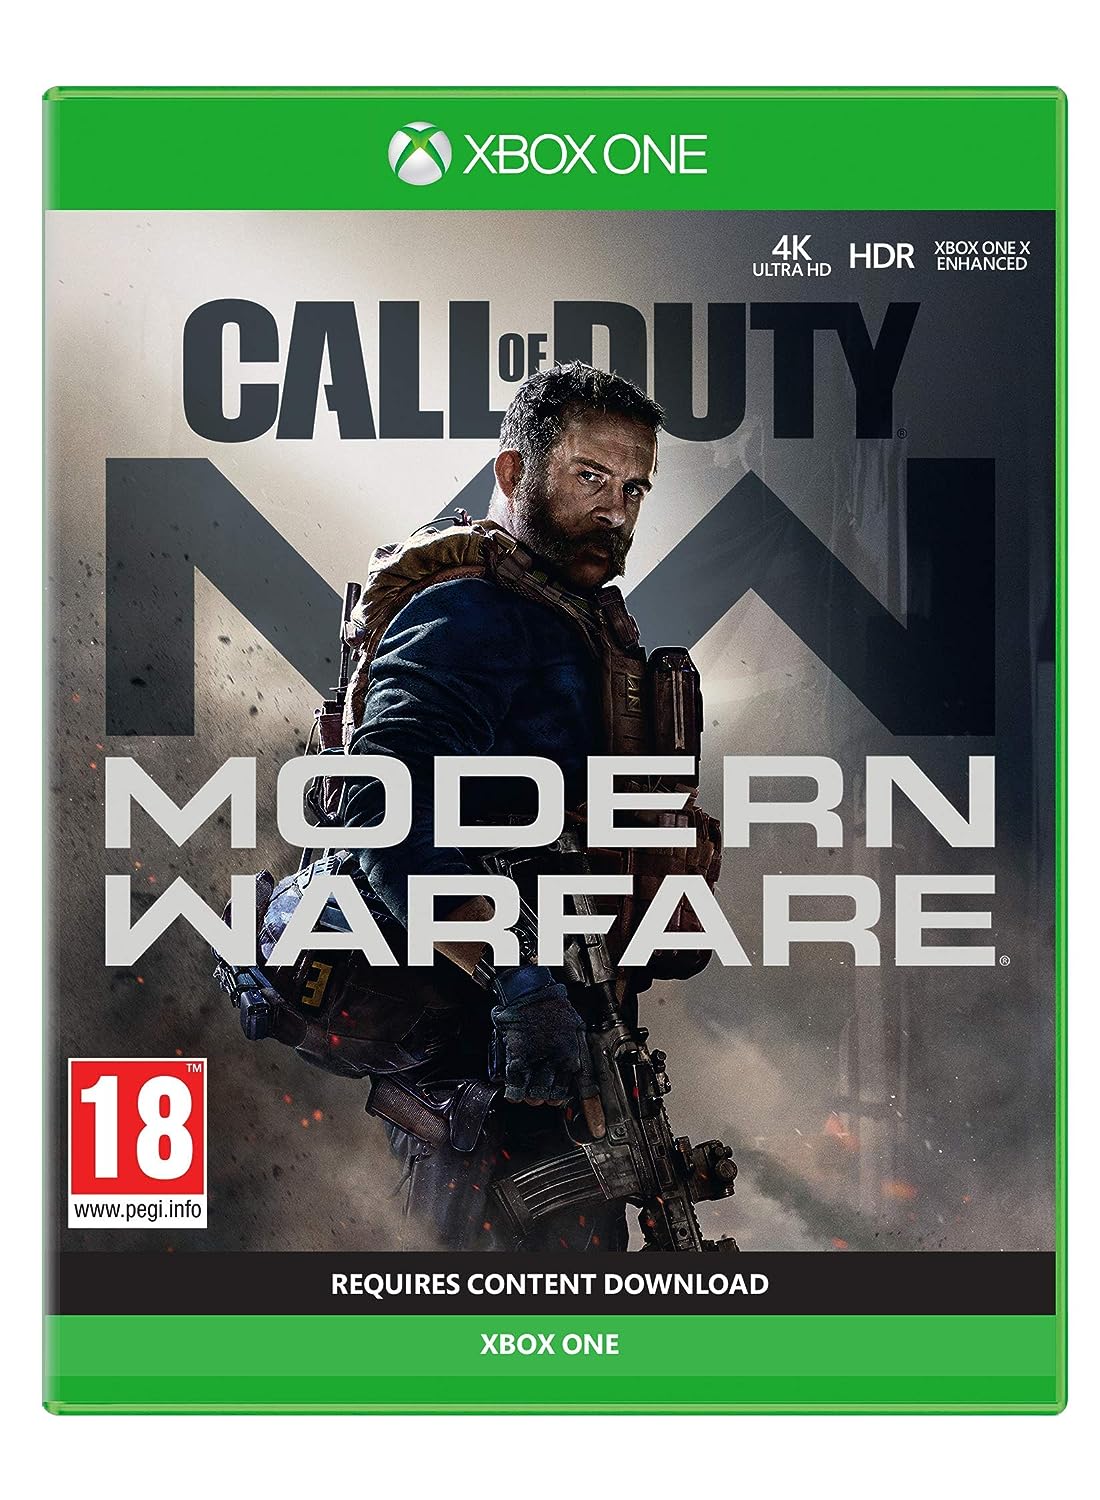 XBOX ONE
4K
ULTRA HD
HDR
XBOX ONE X
ENHANCED
CALL OF DUTY®
MW
MODERN
WARFARE®
18™
www.pegi.info
REQUIRES CONTENT DOWNLOAD
XBOX ONE